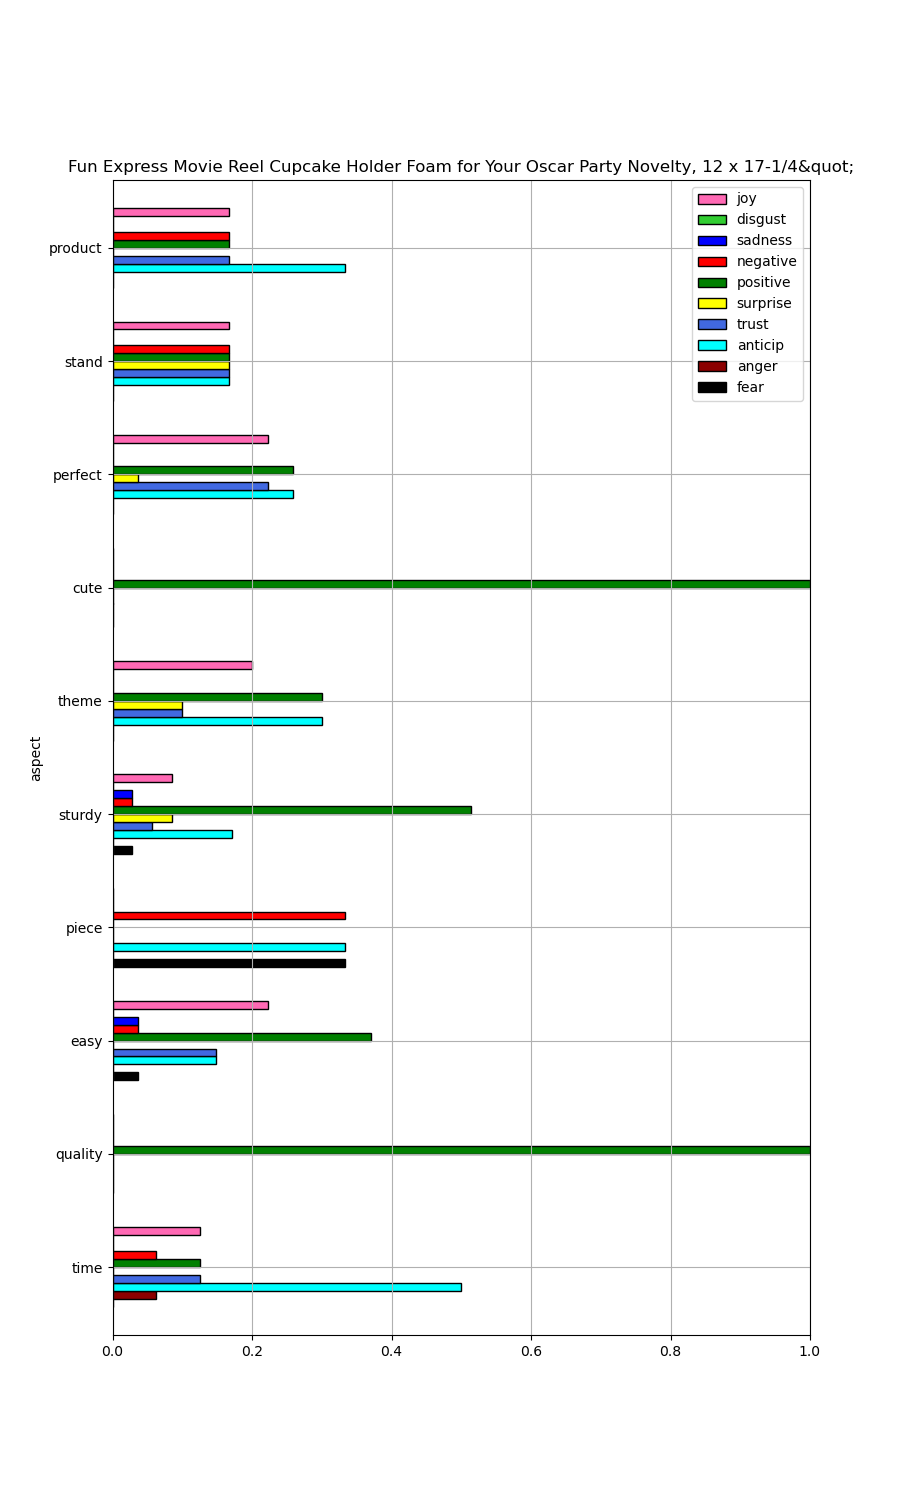 Fun Express Movie Reel Cupcake Holder Foam for Your Oscar Party Novelty, 12 x 17-1/4&quot;
joy
disgust
sadness
negative
positive
surprise
trust
anticip
anger
fear
product
stand
perfect
cute
theme
sturdy
piece
easy
quality
time
aspect
0.0 0.2 0.4 0.6 0.8 1.0